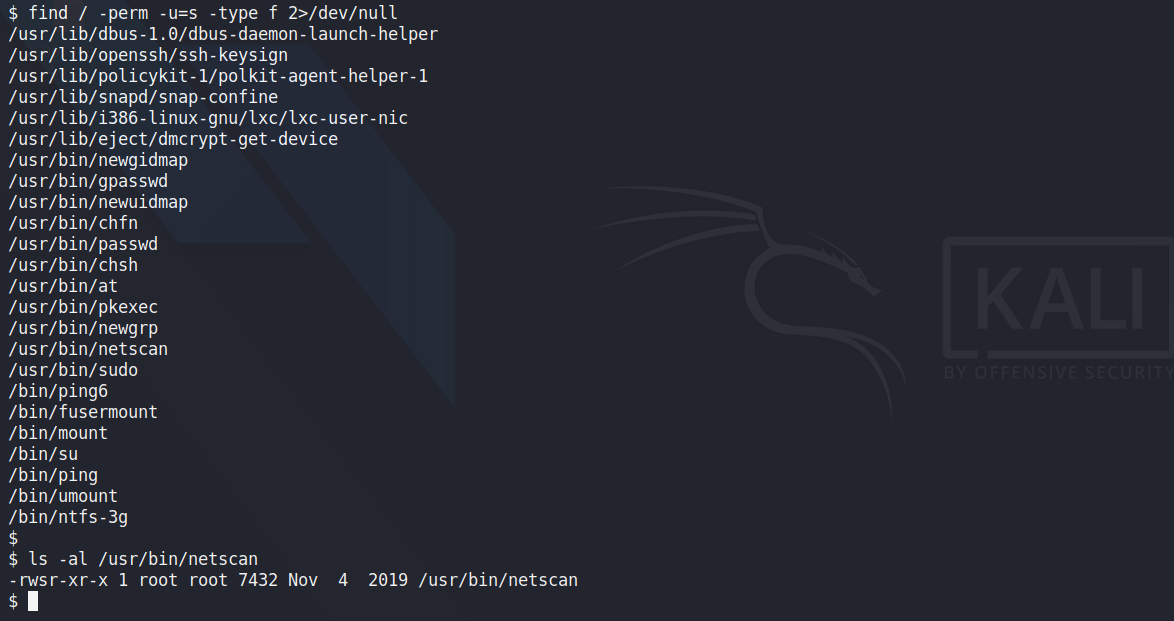 $ find / -perm -u=s -type f 2>/dev/null
/usr/lib/dbus-1.0/dbus-daemon-launch-helper
/usr/lib/openssh/ssh-keysign
/usr/lib/policykit-1/polkit-agent-helper-1
/usr/lib/snapd/snap-confine
/usr/lib/i386-linux-gnu/lxc/lxc-user-nic
/usr/lib/eject/dmcrypt-get-device
/usr/bin/newgidmap
/usr/bin/gpasswd
/usr/bin/newuidmap
/usr/bin/chfn
/usr/bin/passwd
/usr/bin/chsh
/usr/bin/at
/usr/bin/pkexec
/usr/bin/newgrp
/usr/bin/netscan
/usr/bin/sudo
/bin/ping6
/bin/fusermount
/bin/mount
/bin/su
/bin/ping
/bin/umount
/bin/ntfs-3g
$
$ ls -al /usr/bin/netscan
-rwsr-xr-x 1 root root 7432 Nov  4  2019 /usr/bin/netscan
$
KALI
BY OFFENSIVE SECURITY